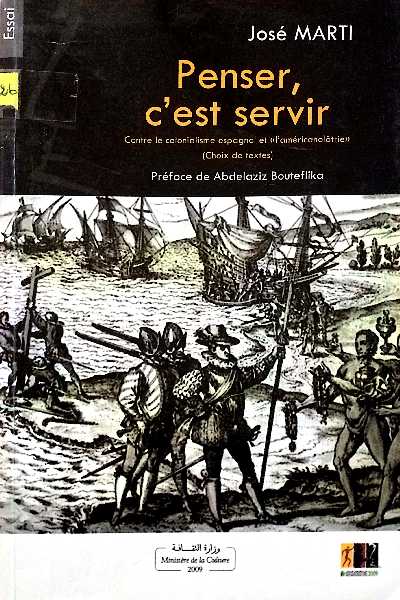 Essai
José MARTI
Penser,
c'est servir
Contre le colonialisme espagnol et «l'américanolâtrie»
(Choix de textes)
Préface de Abdelaziz Bouteflika
وزارة الثقافة
Ministère de la Culture
2009